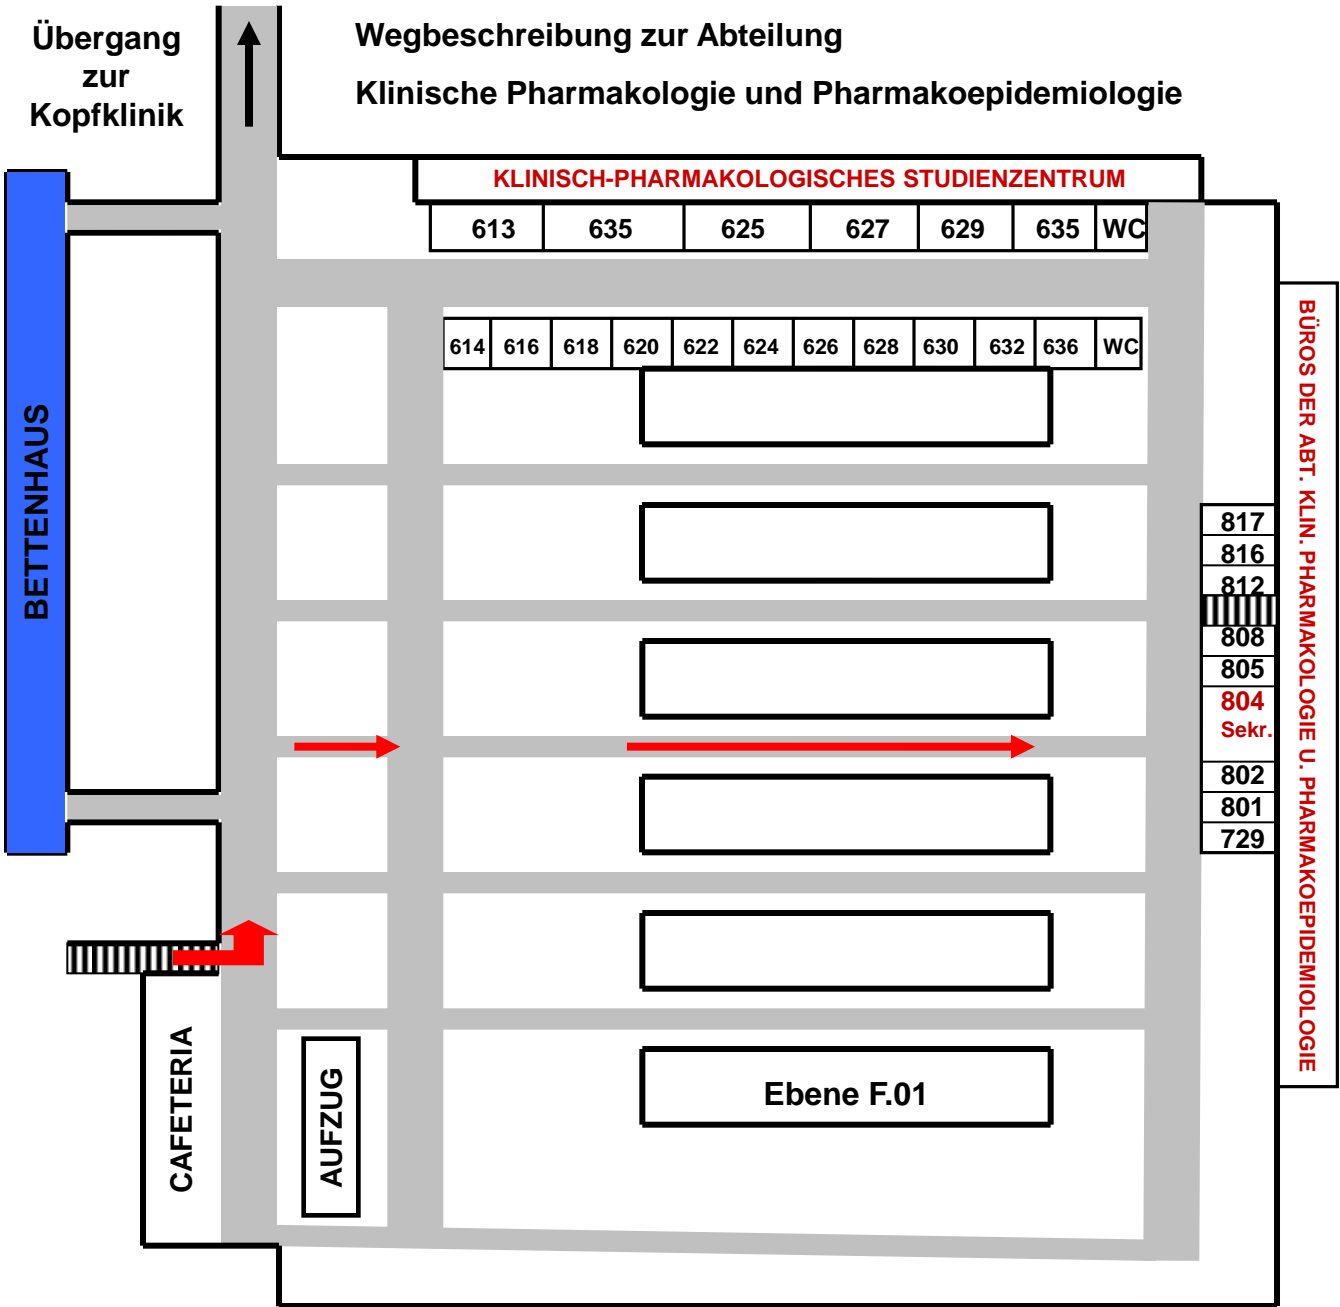 Übergang
zur
Kopfklinik
Wegbeschreibung zur Abteilung
Klinische Pharmakologie und Pharmakoepidemiologie
KLINISCH-PHARMAKOLOGISCHES STUDIENZENTRUM
613 635 625 627 629 635 WC
614 616 618 620 622 624 626 628 630 632 636 WC
BETTENHAUS
817
816
812
808
805
804
Sekr.
802
801
729
BÜROS DER ABT. KLIN. PHARMAKOLOGIE U. PHARMAKOEPIDEMIOLOGIE
CAFETERIA
AUFZUG
Ebene F.01